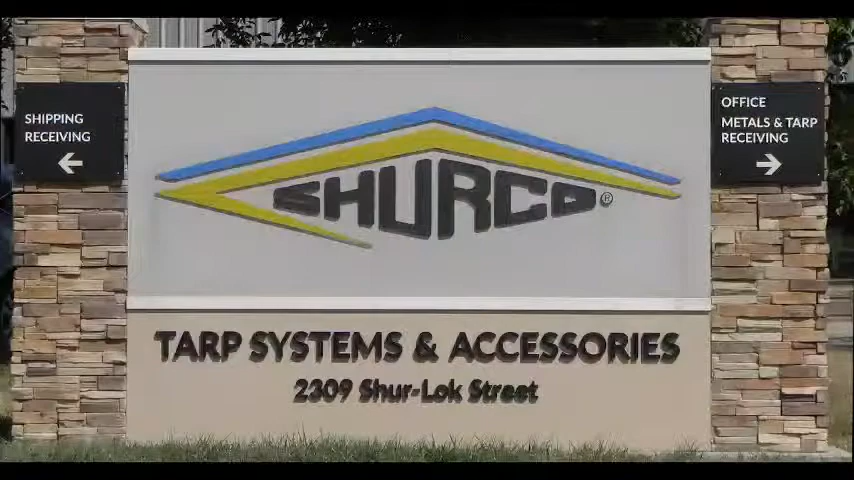 SHIPPING
RECEIVING
←
OFFICE
METALS & TARP
RECEIVING
→
SHURCO®
TARP SYSTEMS & ACCESSORIES
2309 Shur-Lok Street